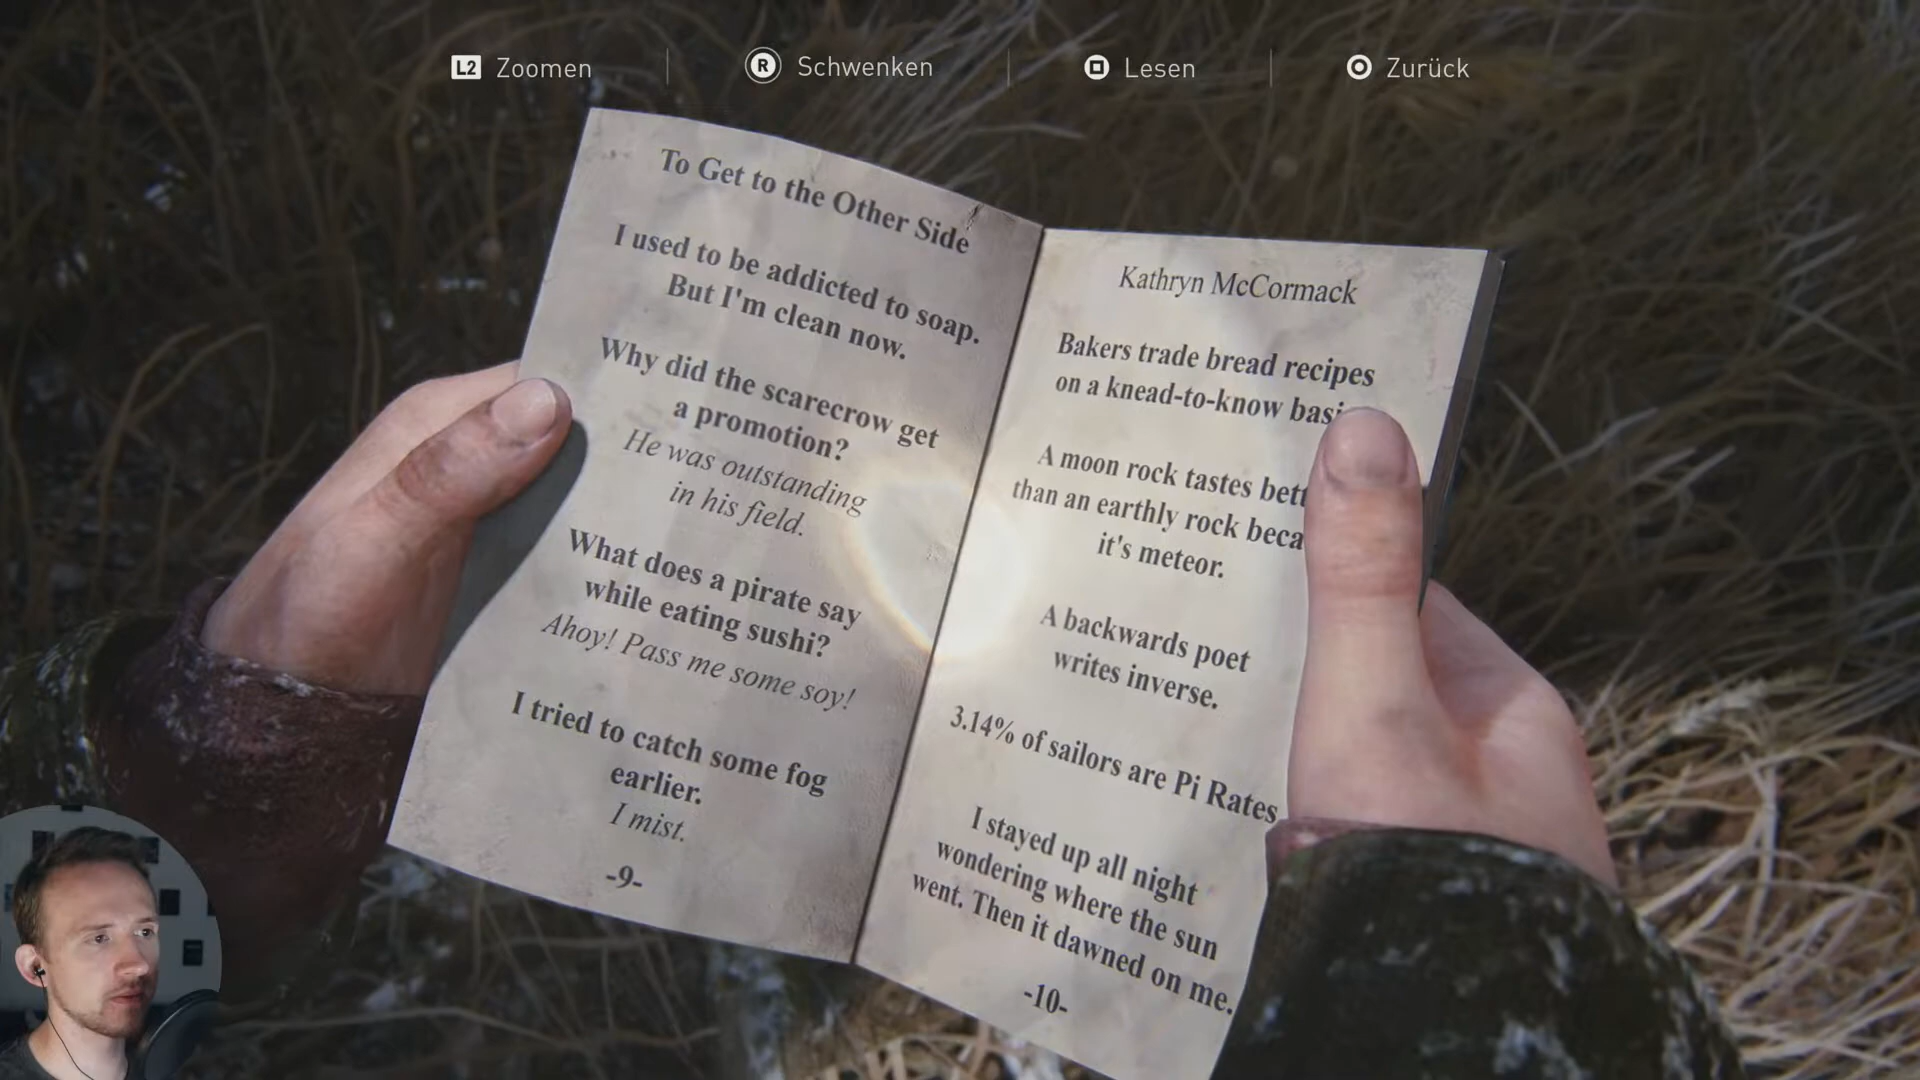 L2 Zoomen
R Schwenken
Lesen
Zurück
To Get to the Other Side
I used to be addicted to soap.
But I'm clean now.
Why did the scarecrow get
a promotion?
He was outstanding
in his field.
What does a pirate say
while eating sushi?
Ahoy! Pass me some soy!
I tried to catch some fog
earlier.
I mist.
-9-
Kathryn McCormack
Bakers trade bread recipes
on a knead-to-know basi
A moon rock tastes bett
than an earthly rock beca
it's meteor.
A backwards poet
writes inverse.
3.14% of sailors are Pi Rates
I stayed up all night
wondering where the sun
went. Then it dawned on me.
-10-